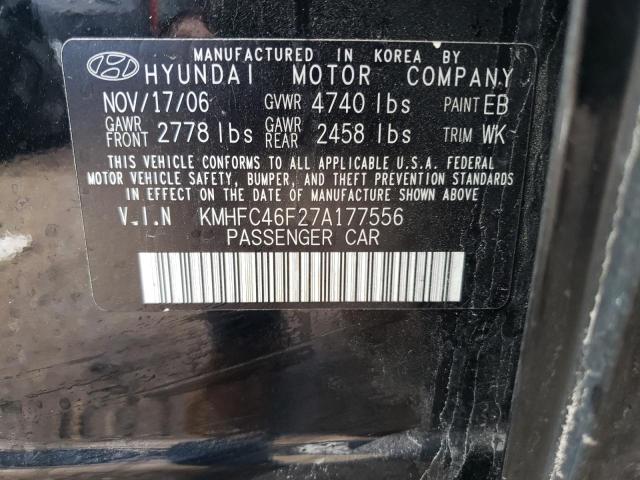 MANUFACTURED IN KOREA BY
HYUNDAI MOTOR COMPANY
NOV/17/06 GVWR 4740 lbs PAINT EB
GAWR FRONT 2778 lbs GAWR REAR 2458 lbs TRIM WK
THIS VEHICLE CONFORMS TO ALL APPLICABLE U.S.A. FEDERAL
MOTOR VEHICLE SAFETY, BUMPER, AND THEFT PREVENTION STANDARDS
IN EFFECT ON THE DATE OF MANUFACTURE SHOWN ABOVE
V.I.N KMHFC46F27A177556
PASSENGER CAR